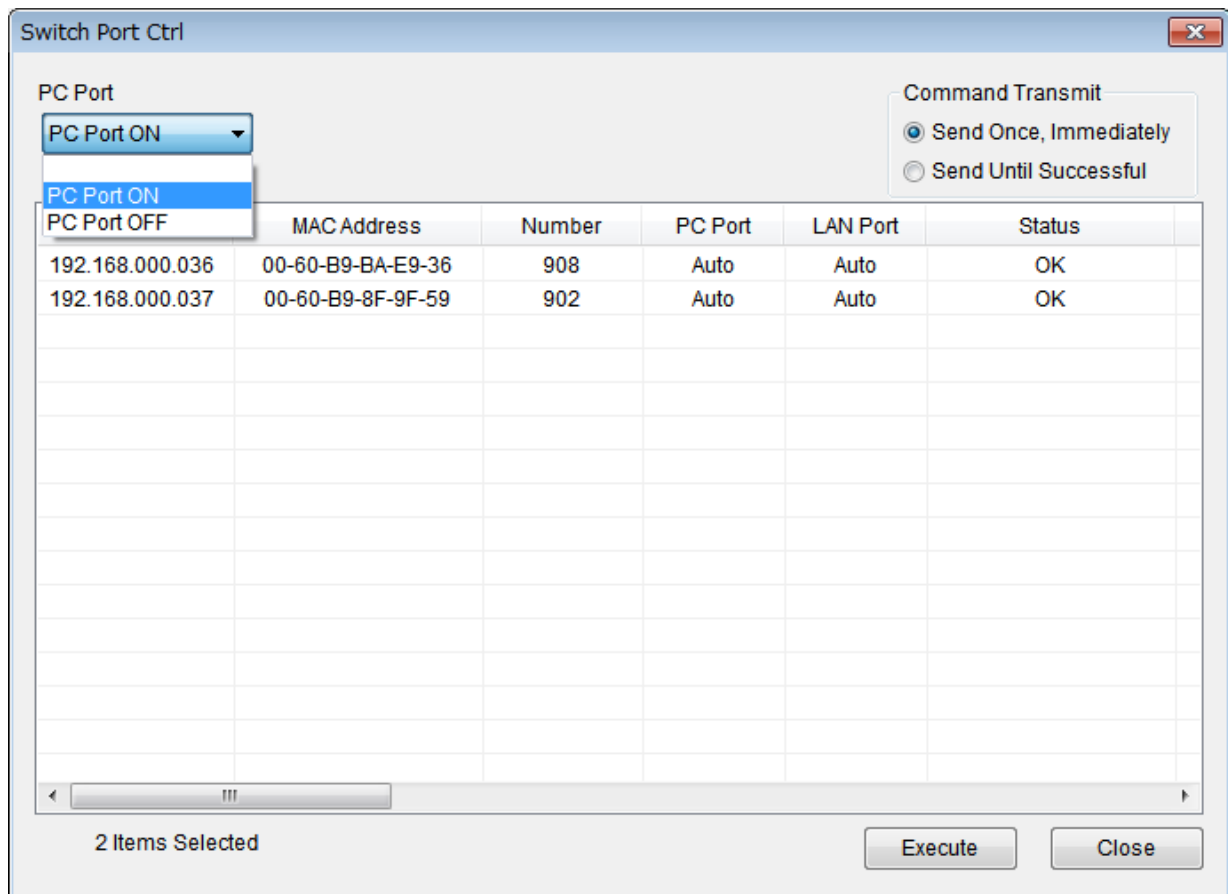 Switch Port Ctrl
PC Port
PC Port ON
PC Port ON
PC Port OFF
Command Transmit
Send Once, Immediately
Send Until Successful
MAC Address Number PC Port LAN Port Status
192.168.000.036 00-60-B9-BA-E9-36 908 Auto Auto OK
192.168.000.037 00-60-B9-8F-9F-59 902 Auto Auto OK
2 Items Selected
Execute Close